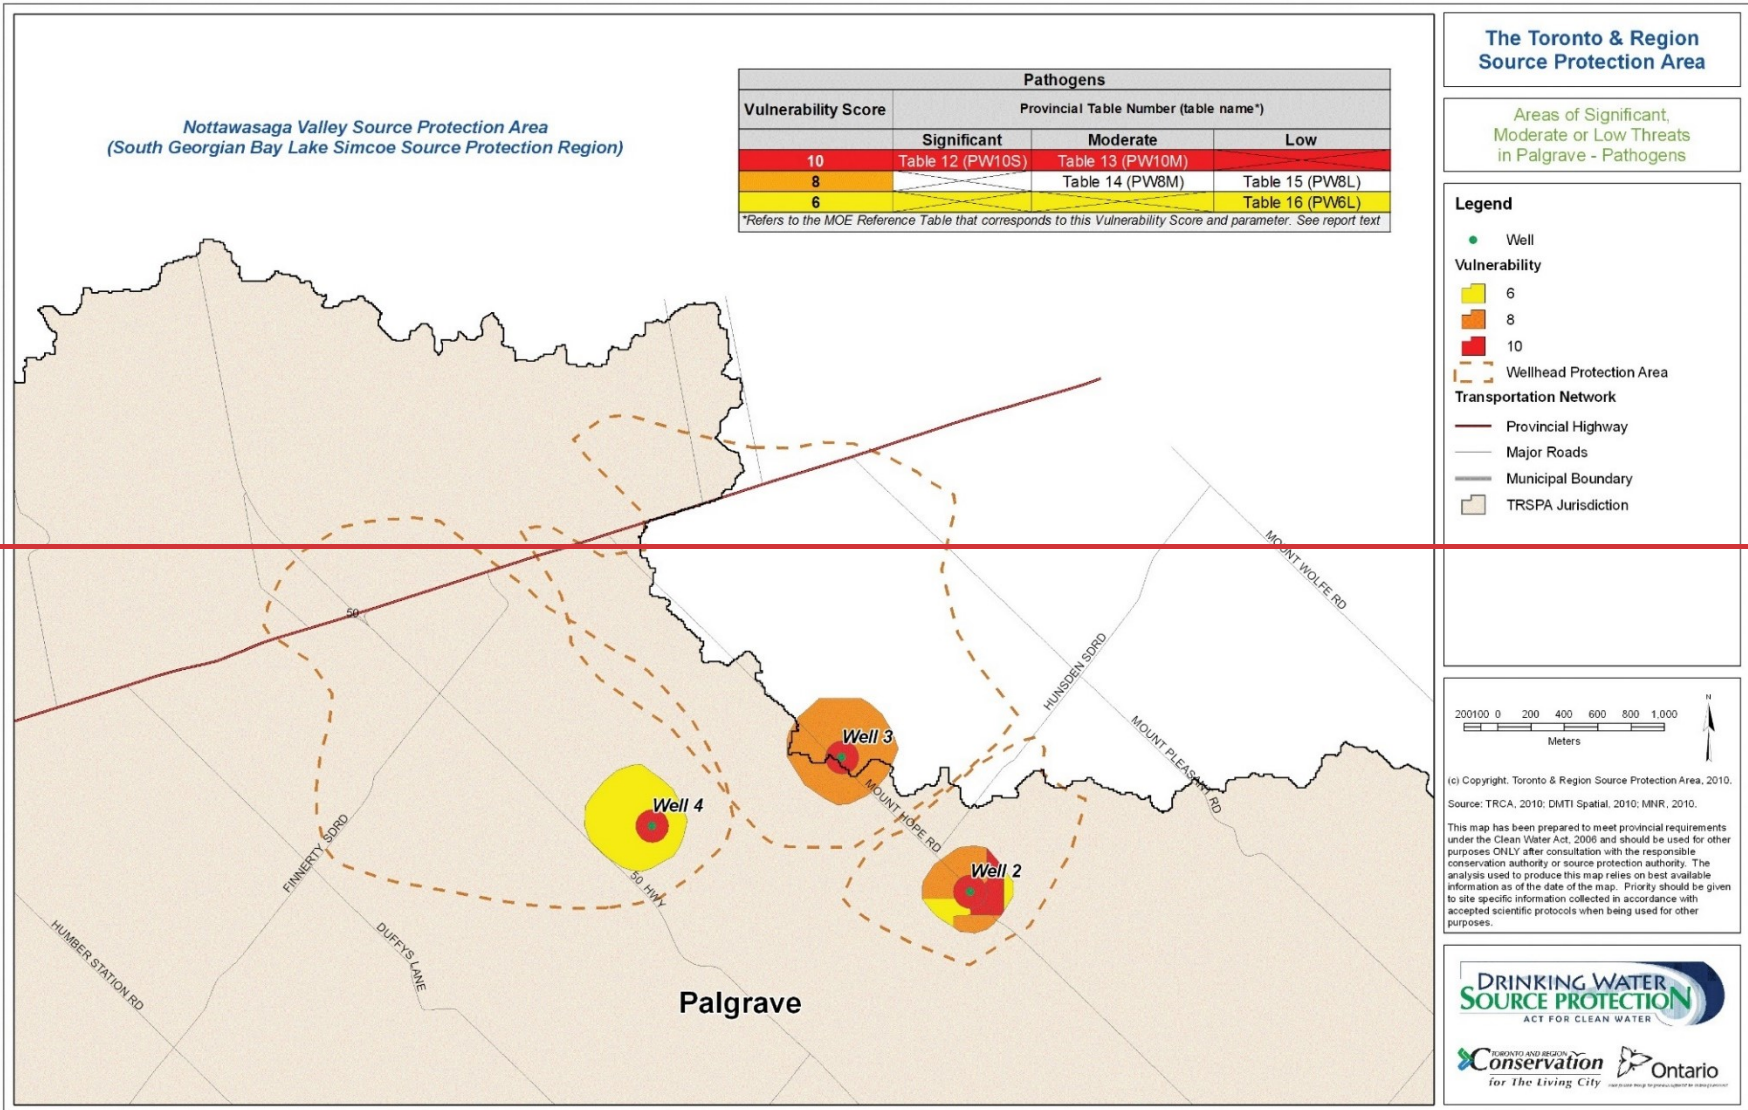 Nottawasaga Valley Source Protection Area
(South Georgian Bay Lake Simcoe Source Protection Region)
Pathogens
Vulnerability Score Provincial Table Number (table name*)
Significant Moderate Low
10 Table 12 (PW10S) Table 13 (PW10M)
8 Table 14 (PW8M) Table 15 (PW8L)
6 Table 16 (PW6L)
*Refers to the MOE Reference Table that corresponds to this Vulnerability Score and parameter. See report text
50
MOUNT WOLFE RD
HUNSDEN SDRD
MOUNT PLEASANT RD
Well 3
MOUNT HOPE RD
Well 4
Well 2
FINNERTY SDRD
50 HWY
DUFFYS LANE
HUMBER STATION RD
Palgrave
The Toronto & Region
Source Protection Area
Areas of Significant,
Moderate or Low Threats
in Palgrave - Pathogens
Legend
Well
Vulnerability
6
8
10
Wellhead Protection Area
Transportation Network
Provincial Highway
Major Roads
Municipal Boundary
TRSPA Jurisdiction
N
200100 0 200 400 600 800 1,000
Meters
(c) Copyright. Toronto & Region Source Protection Area, 2010.
Source: TRCA, 2010; DMTI Spatial, 2010; MNR, 2010.
This map has been prepared to meet provincial requirements
under the Clean Water Act, 2006 and should be used for other
purposes ONLY after consultation with the responsible
conservation authority or source protection authority. The
analysis used to produce this map relies on best available
information as of the date of the map. Priority should be given
to site specific information collected in accordance with
accepted scientific protocols when being used for other
purposes.
DRINKING WATER
SOURCE PROTECTION
ACT FOR CLEAN WATER
TORONTO AND REGION
Conservation
for The Living City
Ontario